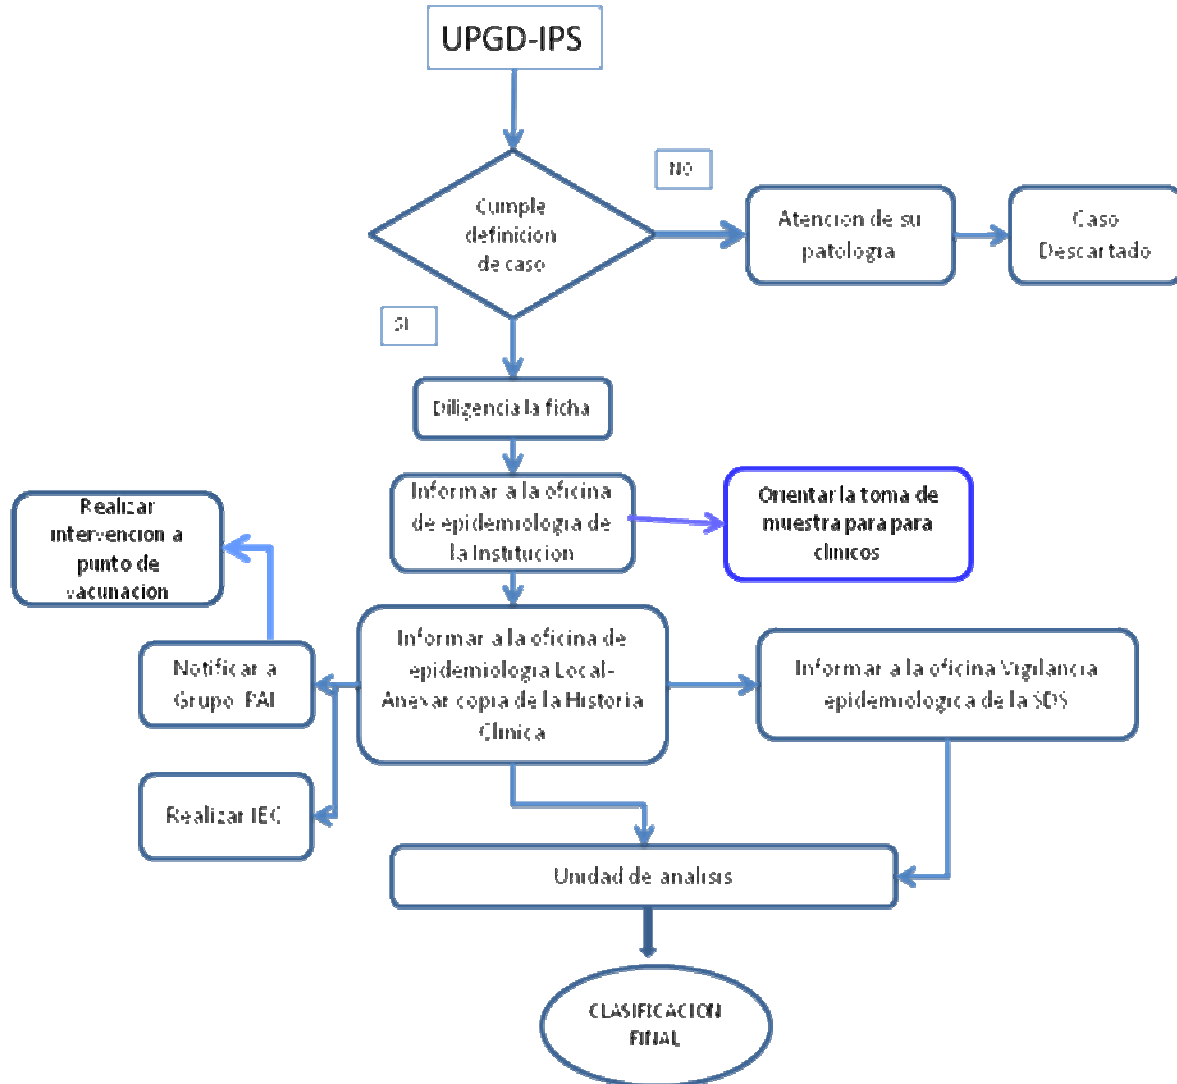 UPGD-IPS
NO
Cumple
definicion
de caso
Atencion de su
patologia
Caso
Descartado
SI
Diligencia la ficha
Informar a la oficina
de epidemiologia de
la Institucion
Orientar la toma de
muestra para para
clinicos
Realizar
intervencion a
punto de
vacunacion
Informar a la oficina de
epidemiologia Local-
Anexar copia de la Historia
Clinica
Notificar a
Grupo PAI
Informar a la oficina Vigilancia
epidemiologica de la SDS
Realizar IEC
Unidad de analisis
CLASIFICACION
FINAL